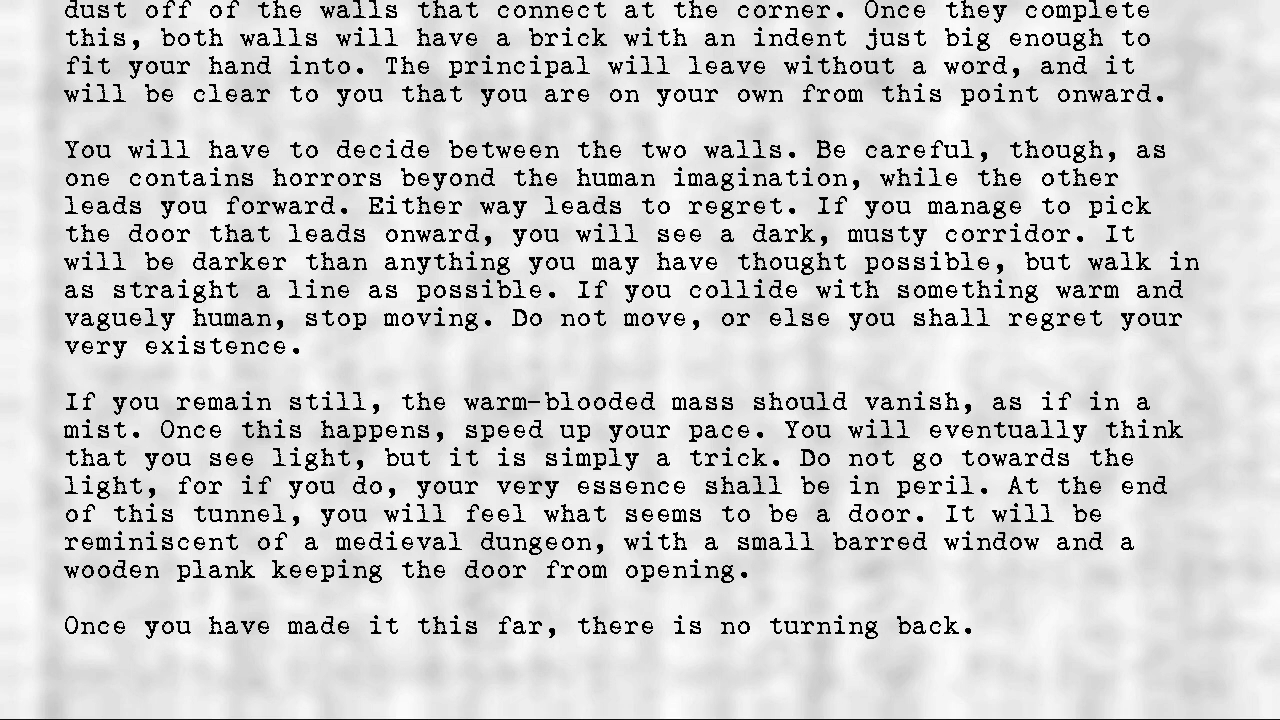 dust off of the walls that connect at the corner. Once they complete
this, both walls will have a brick with an indent just big enough to
fit your hand into. The principal will leave without a word, and it
will be clear to you that you are on your own from this point onward.
You will have to decide between the two walls. Be careful, though, as
one contains horrors beyond the human imagination, while the other
leads you forward. Either way leads to regret. If you manage to pick
the door that leads onward, you will see a dark, musty corridor. It
will be darker than anything you may have thought possible, but walk in
as straight a line as possible. If you collide with something warm and
vaguely human, stop moving. Do not move, or else you shall regret your
very existence.
If you remain still, the warm-blooded mass should vanish, as if in a
mist. Once this happens, speed up your pace. You will eventually think
that you see light, but it is simply a trick. Do not go towards the
light, for if you do, your very essence shall be in peril. At the end
of this tunnel, you will feel what seems to be a door. It will be
reminiscent of a medieval dungeon, with a small barred window and a
wooden plank keeping the door from opening.
Once you have made it this far, there is no turning back.